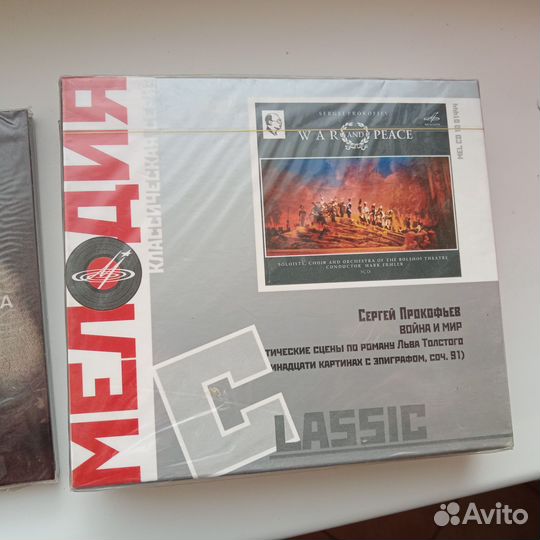 МЕЛОДИЯ
КЛАССИЧЕСКАЯ
SERGEI PROKOFIEV
WAR AND PEACE
SOLOISTS, CHOIR AND ORCHESTRA OF THE BOLSHOI THEATRE
CONDUCTOR MARK ERMLER
3CD
MEL CD 10 01444
Сергей Прокофьев
ВОЙНА И МИР
ТИЧЕСКИЕ СЦЕНЫ ПО РОМАНУ ЛЬВА ТОЛСТОГО
ИНАДЦАТИ КАРТИНАХ С ЭПИГРАФОМ, СОЧ. 91)
CLASSIC
А
Avito